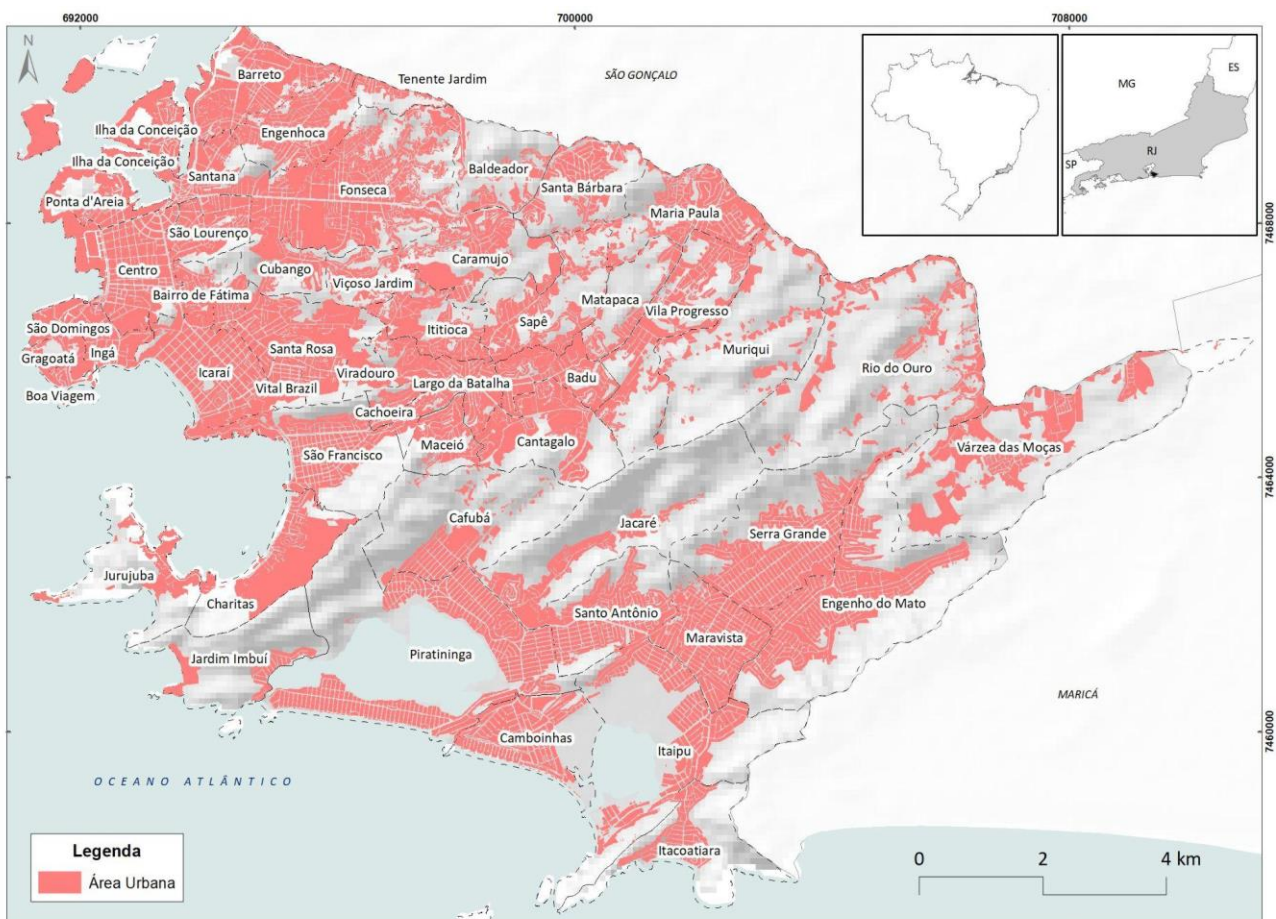 692000
700000
708000
N
SÃO GONÇALO
Tenente Jardim
Barreto
MG
ES
RJ
SP
Ilha da Conceição
Engenhoca
Ilha da Conceição
Santana
Baldeador
Fonseca
Santa Bárbara
Ponta d'Areia
Maria Paula
7468000
São Lourenço
Centro
Cubango
Caramujo
Viçoso Jardim
Bairro de Fátima
Matapaca
Vila Progresso
São Domingos
Ititioca
Sapê
Gragoatá
Ingá
Santa Rosa
Muriqui
Icaraí
Viradouro
Rio do Ouro
Boa Viagem
Vital Brazil
Largo da Batalha
Badu
Cachoeira
Maceió
Cantagalo
São Francisco
Várzea das Moças
7464000
Cafubá
Jacaré
Serra Grande
Jurujuba
Charitas
Santo Antônio
Engenho do Mato
Maravista
Jardim Imbuí
Piratininga
MARICÁ
Camboinhas
Itaipu
7460000
OCEANO ATLÂNTICO
Itacoatiara
Legenda
Área Urbana
0 2 4 km